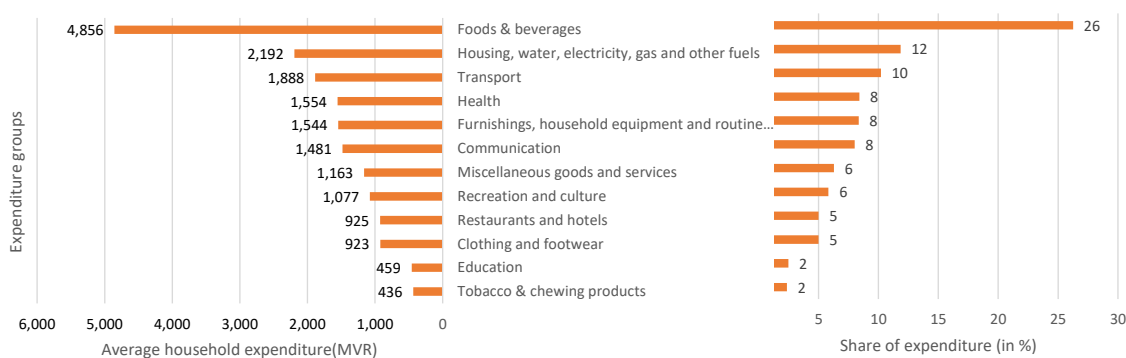 4,856 Foods & beverages 26
2,192 Housing, water, electricity, gas and other fuels 12
1,888 Transport 10
1,554 Health 8
1,544 Furnishings, household equipment and routine… 8
1,481 Communication 8
1,163 Miscellaneous goods and services 6
1,077 Recreation and culture 6
925 Restaurants and hotels 5
923 Clothing and footwear 5
459 Education 2
436 Tobacco & chewing products 2
Expenditure groups
6,000 5,000 4,000 3,000 2,000 1,000 0
5 10 15 20 25 30
Average household expenditure(MVR)
Share of expenditure (in %)